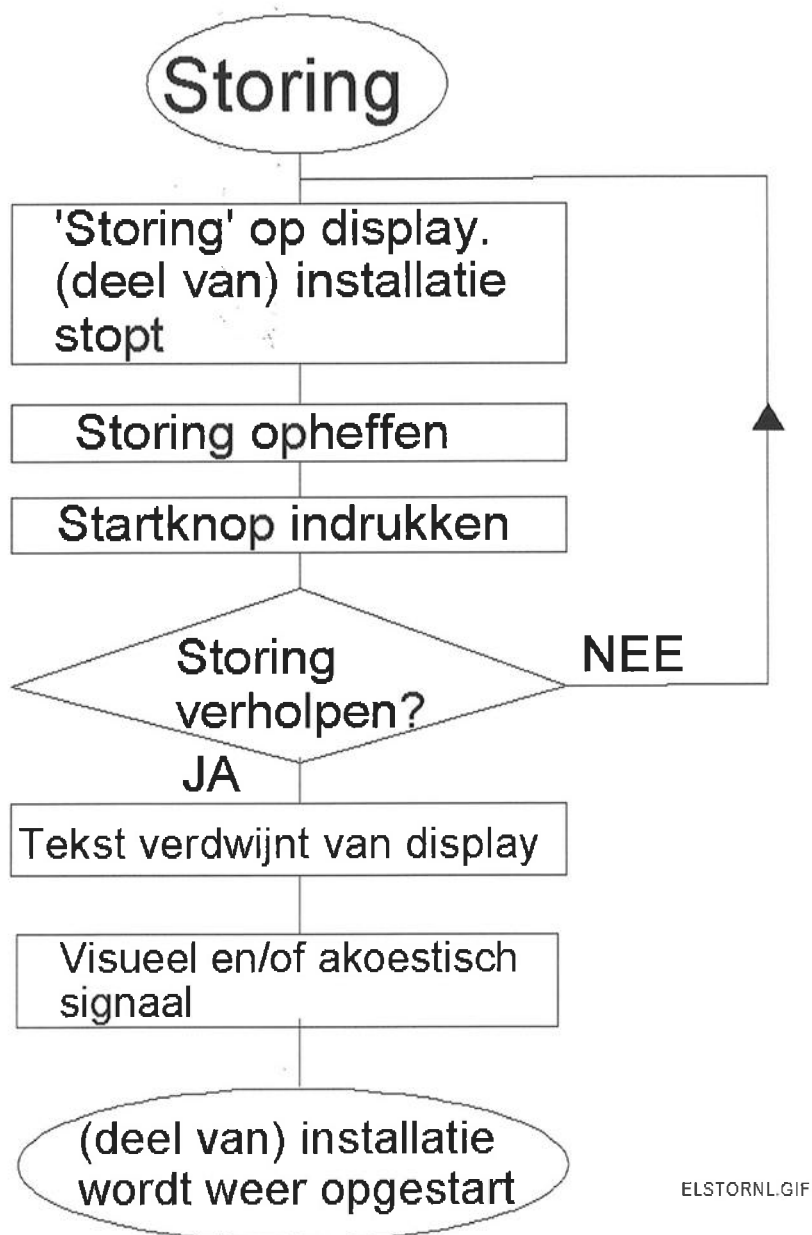 Storing
'Storing' op display.
(deel van) installatie
stopt
Storing opheffen
Startknop indrukken
Storing
verholpen?
NEE
JA
Tekst verdwijnt van display
Visueel en/of akoestisch
signaal
(deel van) installatie
wordt weer opgestart
ELSTORNL.GIF